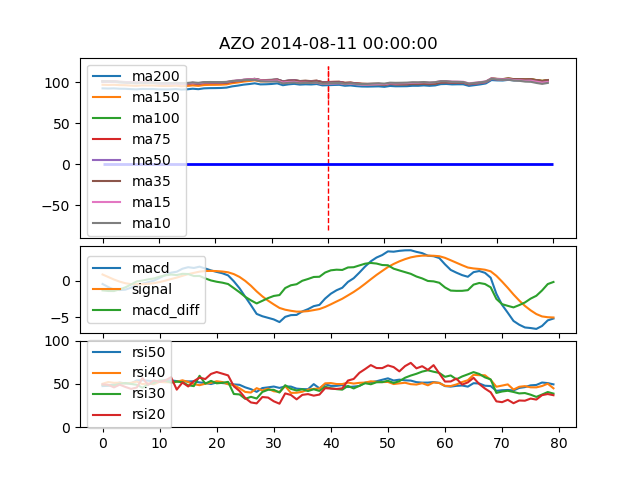 AZO 2014-08-11 00:00:00
100
50
0
−50
ma200
ma150
ma100
ma75
ma50
ma35
ma15
ma10
0
−5
macd
signal
macd_diff
100
50
0
rsi50
rsi40
rsi30
rsi20
0 10 20 30 40 50 60 70 80